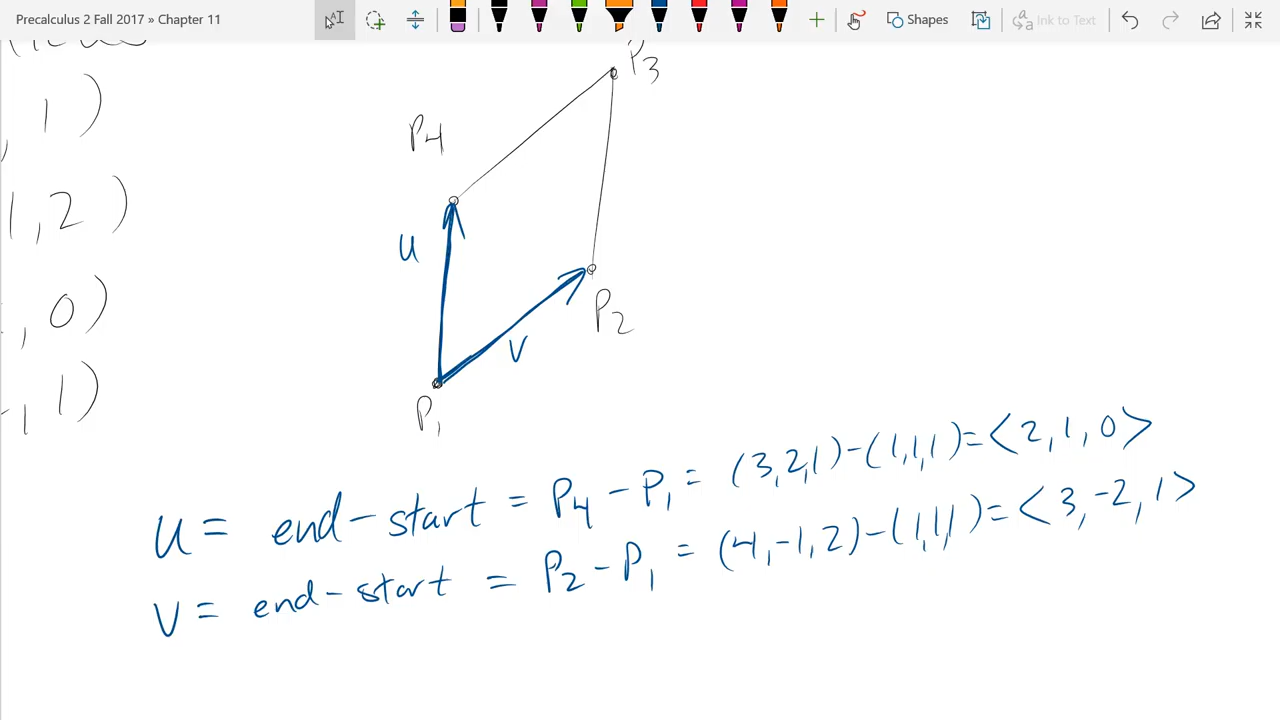 Precalculus 2 Fall 2017 » Chapter 11
Shapes
Ink to Text
, 1)
1, 2)
, 0)
, 1)
P3
P4
u
P2
v
P1
u = end - start = P4 - P1 = (3,2,1)-(1,1,1)=<2,1,0>
v = end - start = P2 - P1 = (4,-1,2)-(1,1,1)=<3,-2,1>